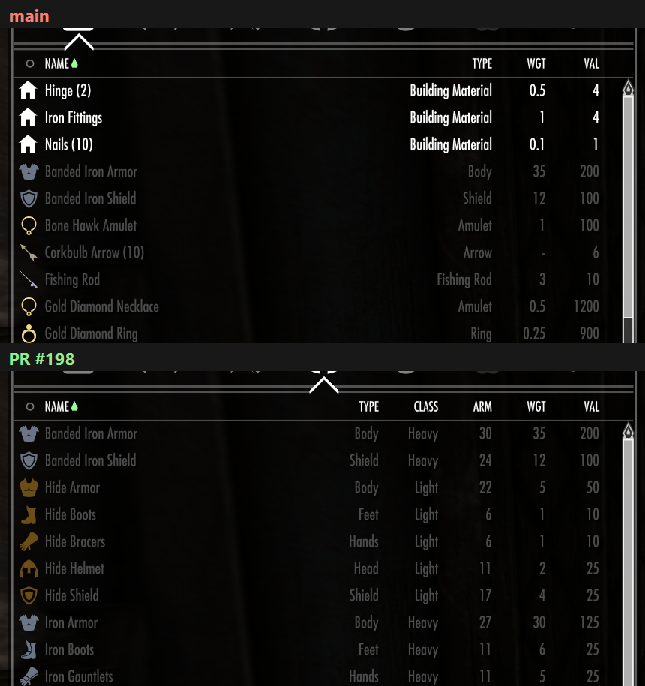 main
NAME TYPE WGT VAL
Hinge (2) Building Material 0.5 4
Iron Fittings Building Material 1 4
Nails (10) Building Material 0.1 1
Banded Iron Armor Body 35 200
Banded Iron Shield Shield 12 100
Bone Hawk Amulet Amulet 1 100
Corkbulb Arrow (10) Arrow - 6
Fishing Rod Fishing Rod 3 10
Gold Diamond Necklace Amulet 0.5 1200
Gold Diamond Ring Ring 0.25 900
PR #198
NAME TYPE CLASS ARM WGT VAL
Banded Iron Armor Body Heavy 30 35 200
Banded Iron Shield Shield Heavy 24 12 100
Hide Armor Body Light 22 5 50
Hide Boots Feet Light 6 1 10
Hide Bracers Hands Light 6 1 10
Hide Helmet Head Light 11 2 25
Hide Shield Shield Light 17 4 25
Iron Armor Body Heavy 27 30 125
Iron Boots Feet Heavy 11 6 25
Iron Gauntlets Hands Heavy 11 5 25